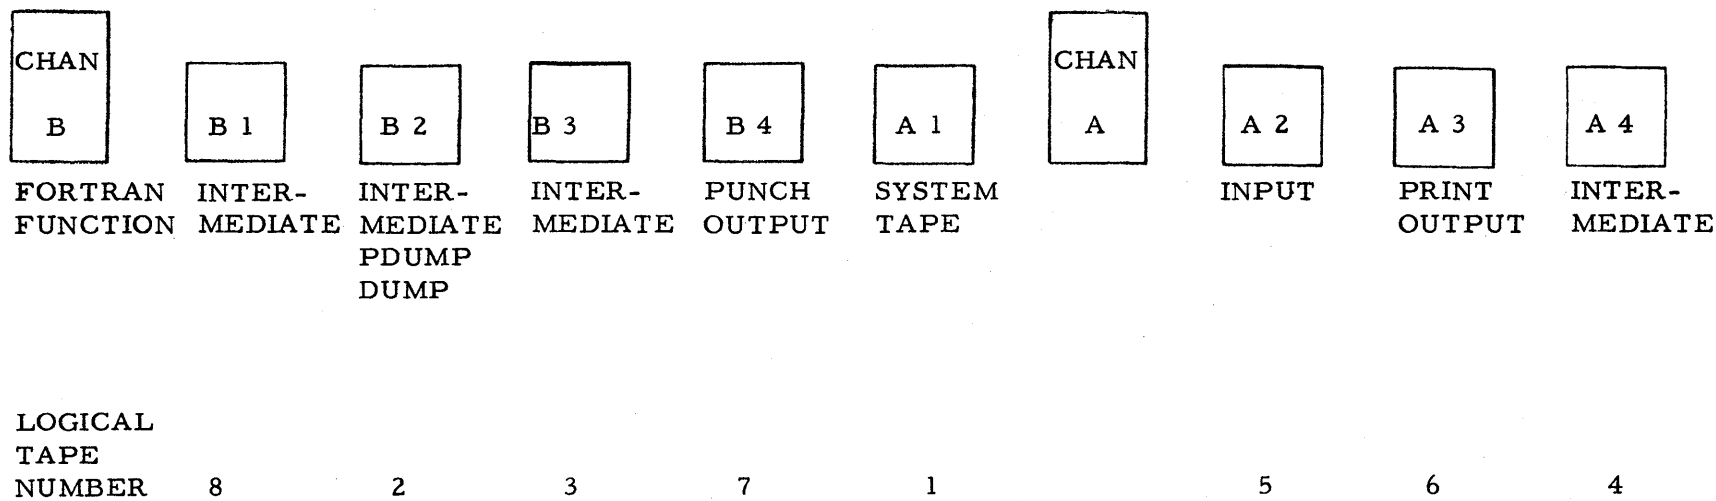 CHAN CHAN
B B 1 B 2 B 3 B 4 A 1 A A 2 A 3 A 4
FORTRAN INTER- INTER- INTER- PUNCH SYSTEM INPUT PRINT INTER-
FUNCTION MEDIATE MEDIATE MEDIATE OUTPUT TAPE OUTPUT MEDIATE
PDUMP
DUMP
LOGICAL
TAPE
NUMBER 8 2 3 7 1 5 6 4